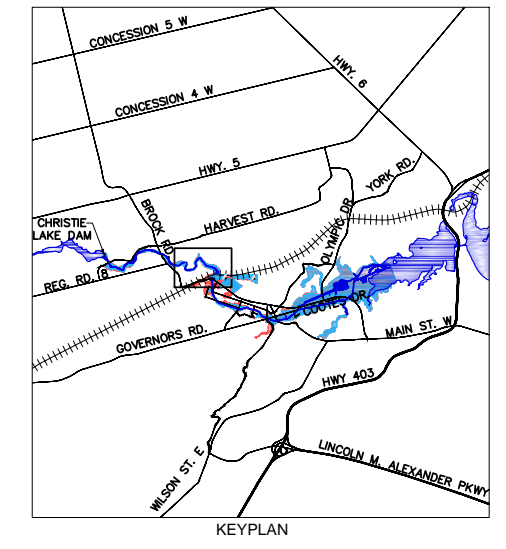 CONCESSION 5 W
HWY. 6
CONCESSION 4 W
HWY. 5
YORK RD.
BROCK RD.
HARVEST RD.
OLYMPIC DR
CHRISTIE
LAKE DAM
REG. RD. (8
COOTES DR
GOVERNORS RD.
MAIN ST. W
HWY 403
LINCOLN M. ALEXANDER PKWY
WILSON ST. E
KEYPLAN